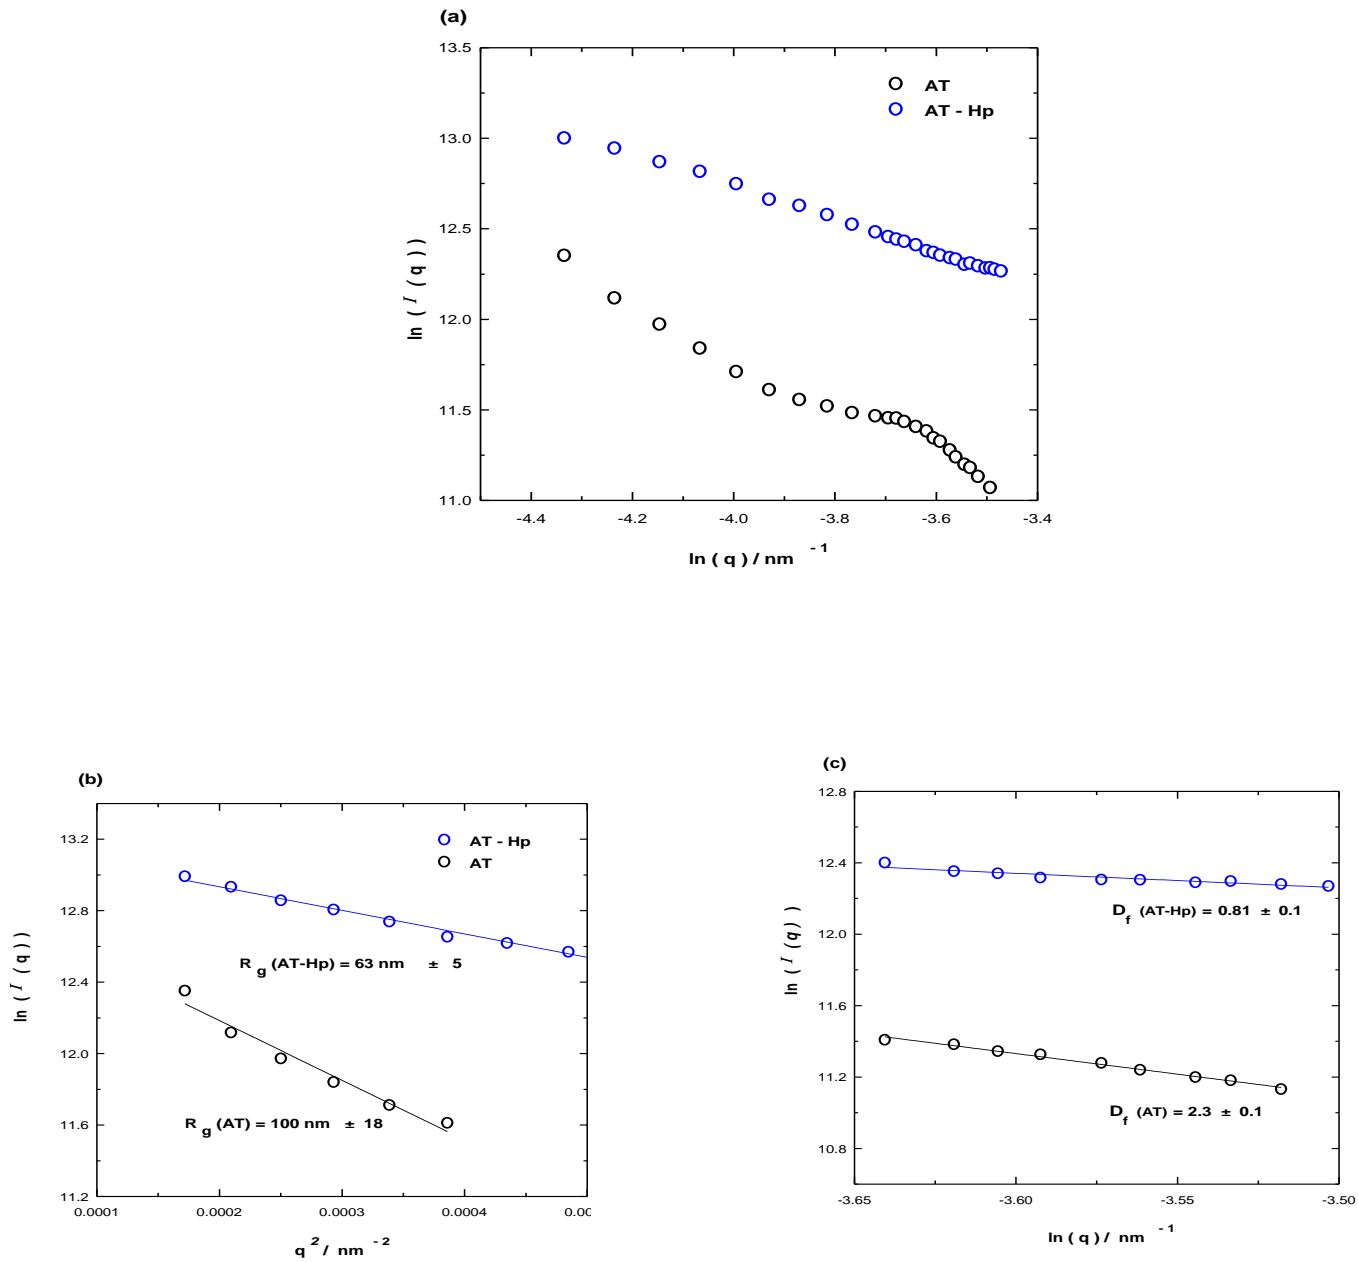 (a)
13.5
13.0
12.5
12.0
11.5
11.0
ln ( I ( q ) )
AT
AT - Hp
-4.4 -4.2 -4.0 -3.8 -3.6 -3.4
ln ( q ) / nm -1
(b)
13.2
12.8
12.4
12.0
11.6
11.2
ln ( I ( q ) )
AT - Hp
AT
R g (AT-Hp) = 63 nm ± 5
R g (AT) = 100 nm ± 18
0.0001 0.0002 0.0003 0.0004 0.00
q 2 / nm -2
(c)
12.8
12.4
12.0
11.6
11.2
10.8
ln ( I (q) )
D f (AT-Hp) = 0.81 ± 0.1
D f (AT) = 2.3 ± 0.1
-3.65 -3.60 -3.55 -3.50
ln ( q ) / nm -1